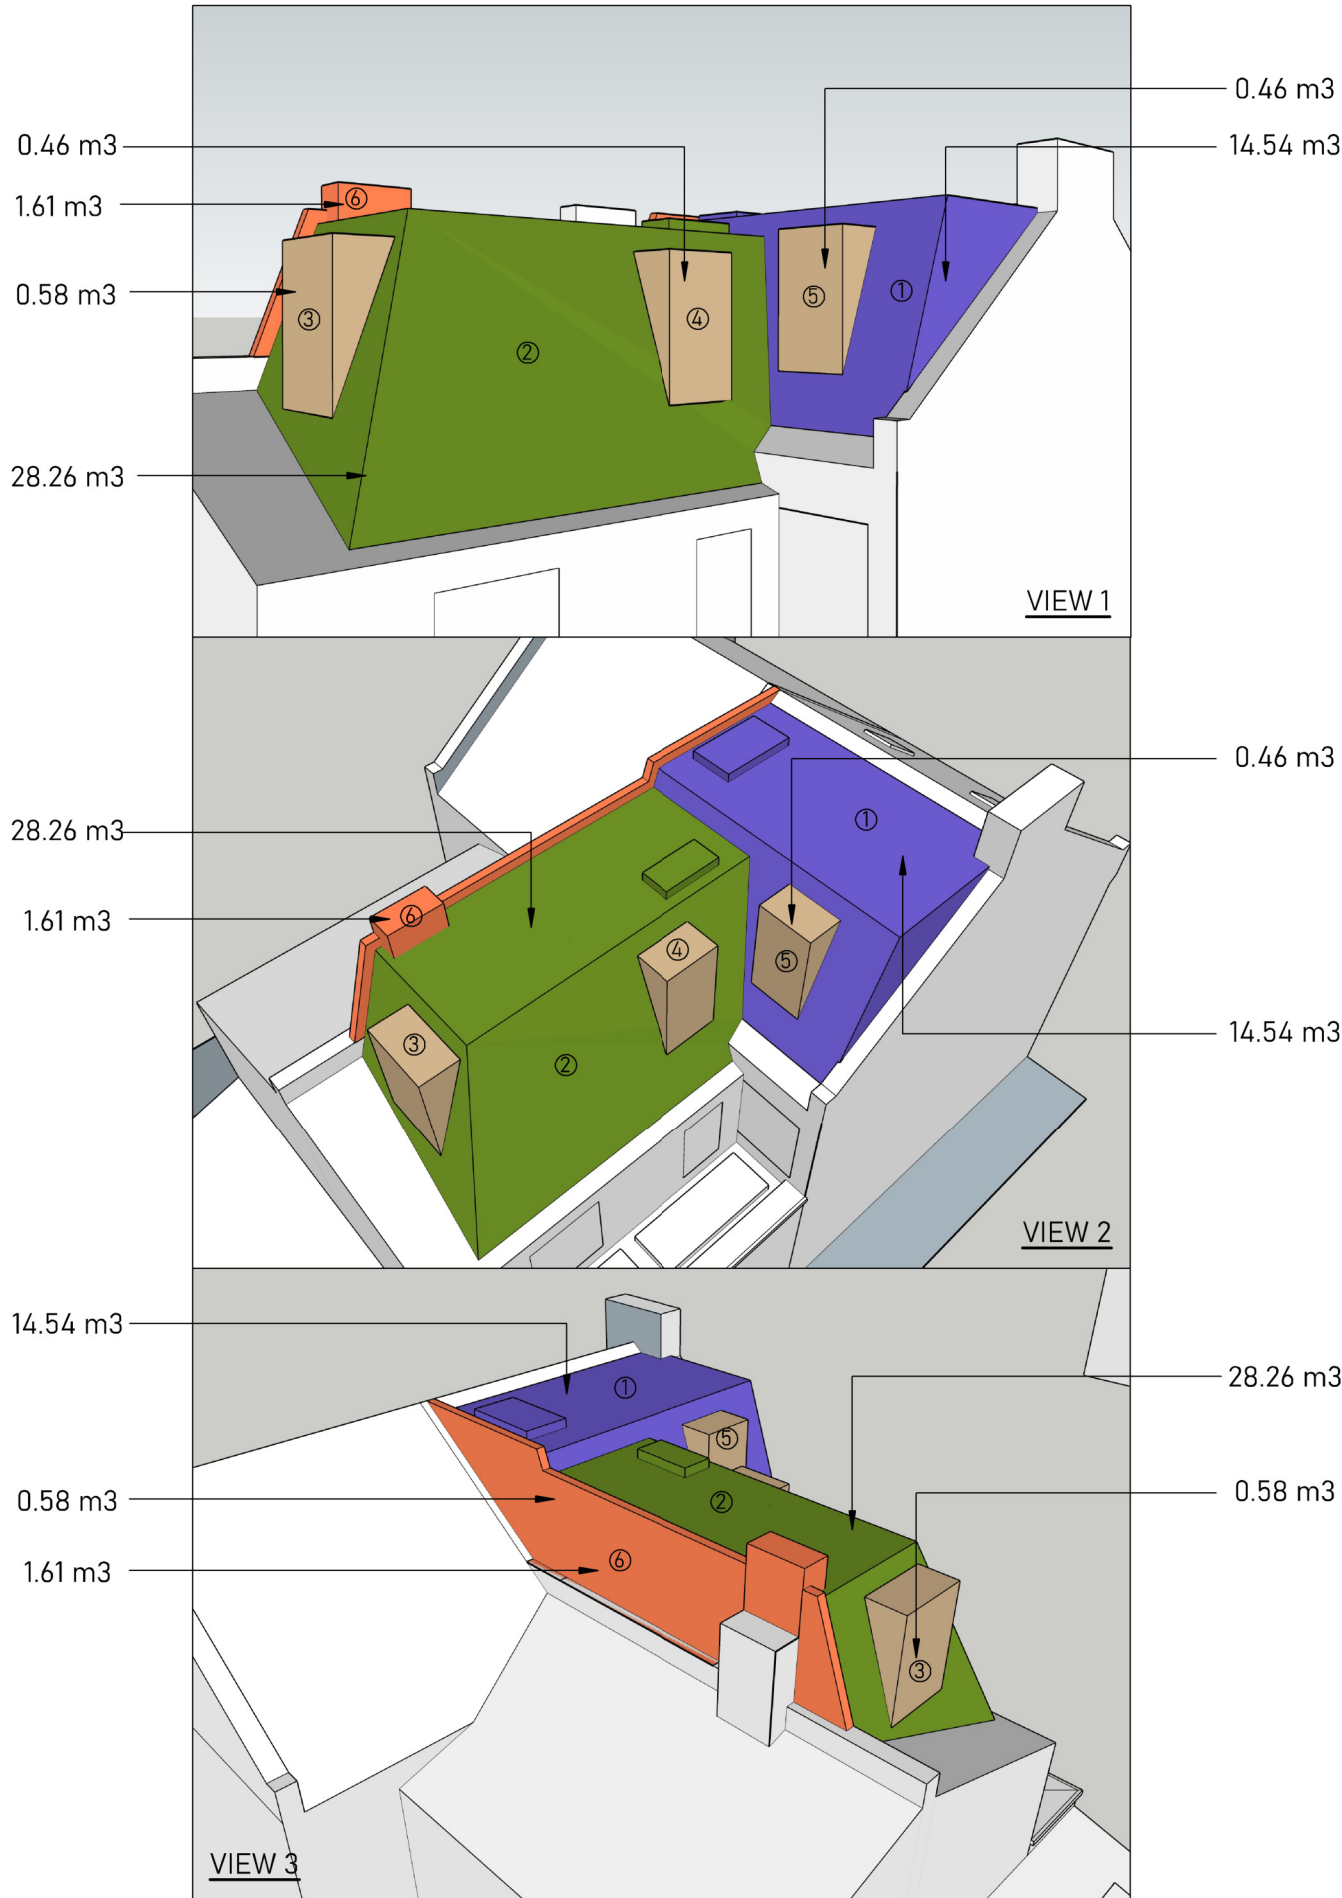 0.46 m3
0.46 m3
14.54 m3
1.61 m3
⑥
0.58 m3
③
④
⑤
①
②
28.26 m3
VIEW 1
0.46 m3
①
28.26 m3
1.61 m3
⑥
④
⑤
③
②
14.54 m3
VIEW 2
14.54 m3
①
28.26 m3
⑤
0.58 m3
②
0.58 m3
⑥
1.61 m3
③
VIEW 3